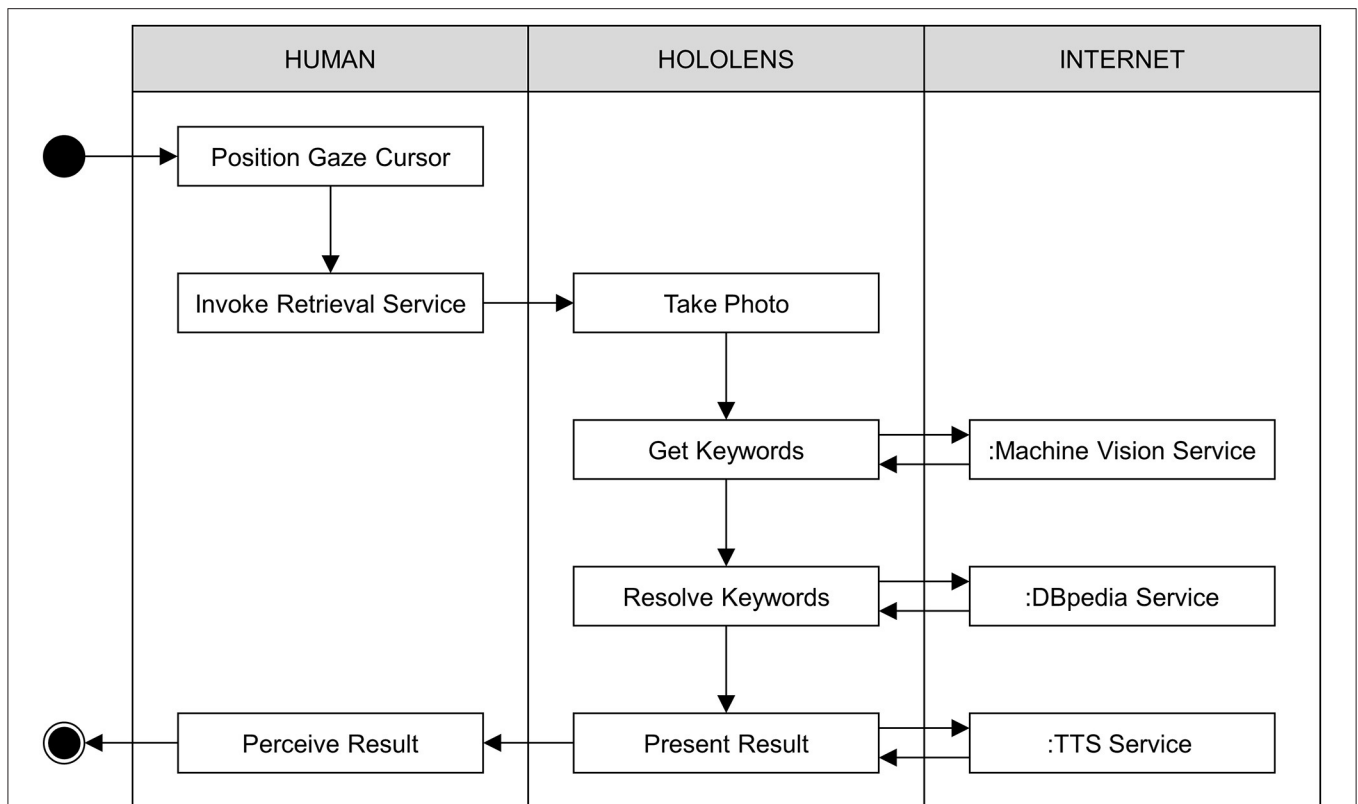 HUMAN
HOLOLENS
INTERNET
Position Gaze Cursor
Invoke Retrieval Service
Take Photo
Get Keywords
:Machine Vision Service
Resolve Keywords
:DBpedia Service
Perceive Result
Present Result
:TTS Service